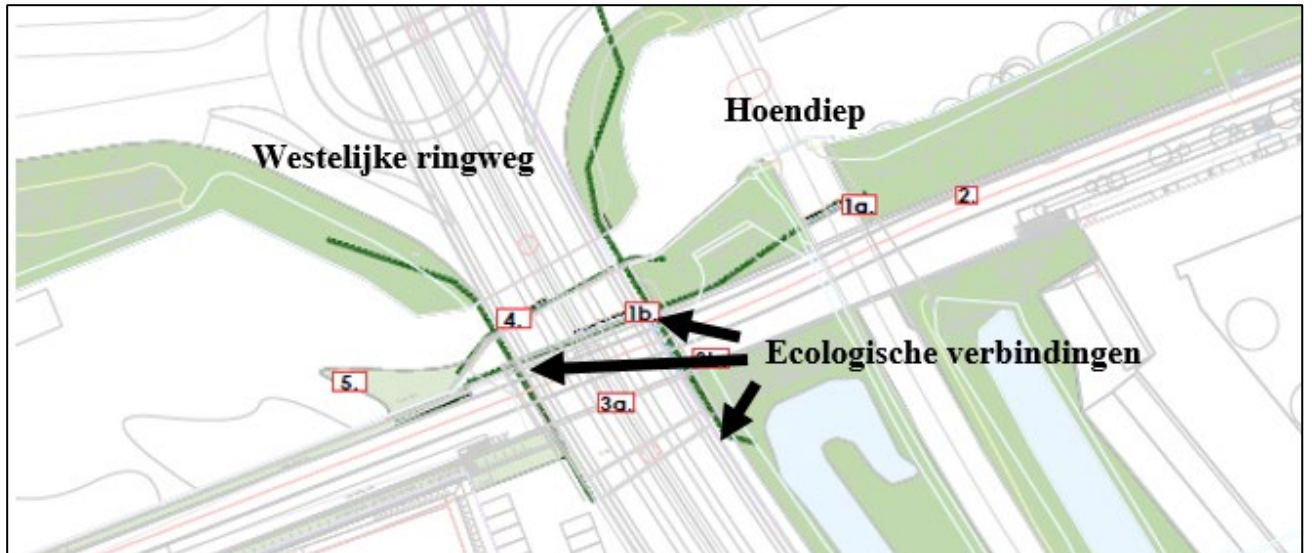 Hoendiep
Westelijke ringweg
1a.
2.
1b.
4.
Ecologische verbindingen
5.
3a.